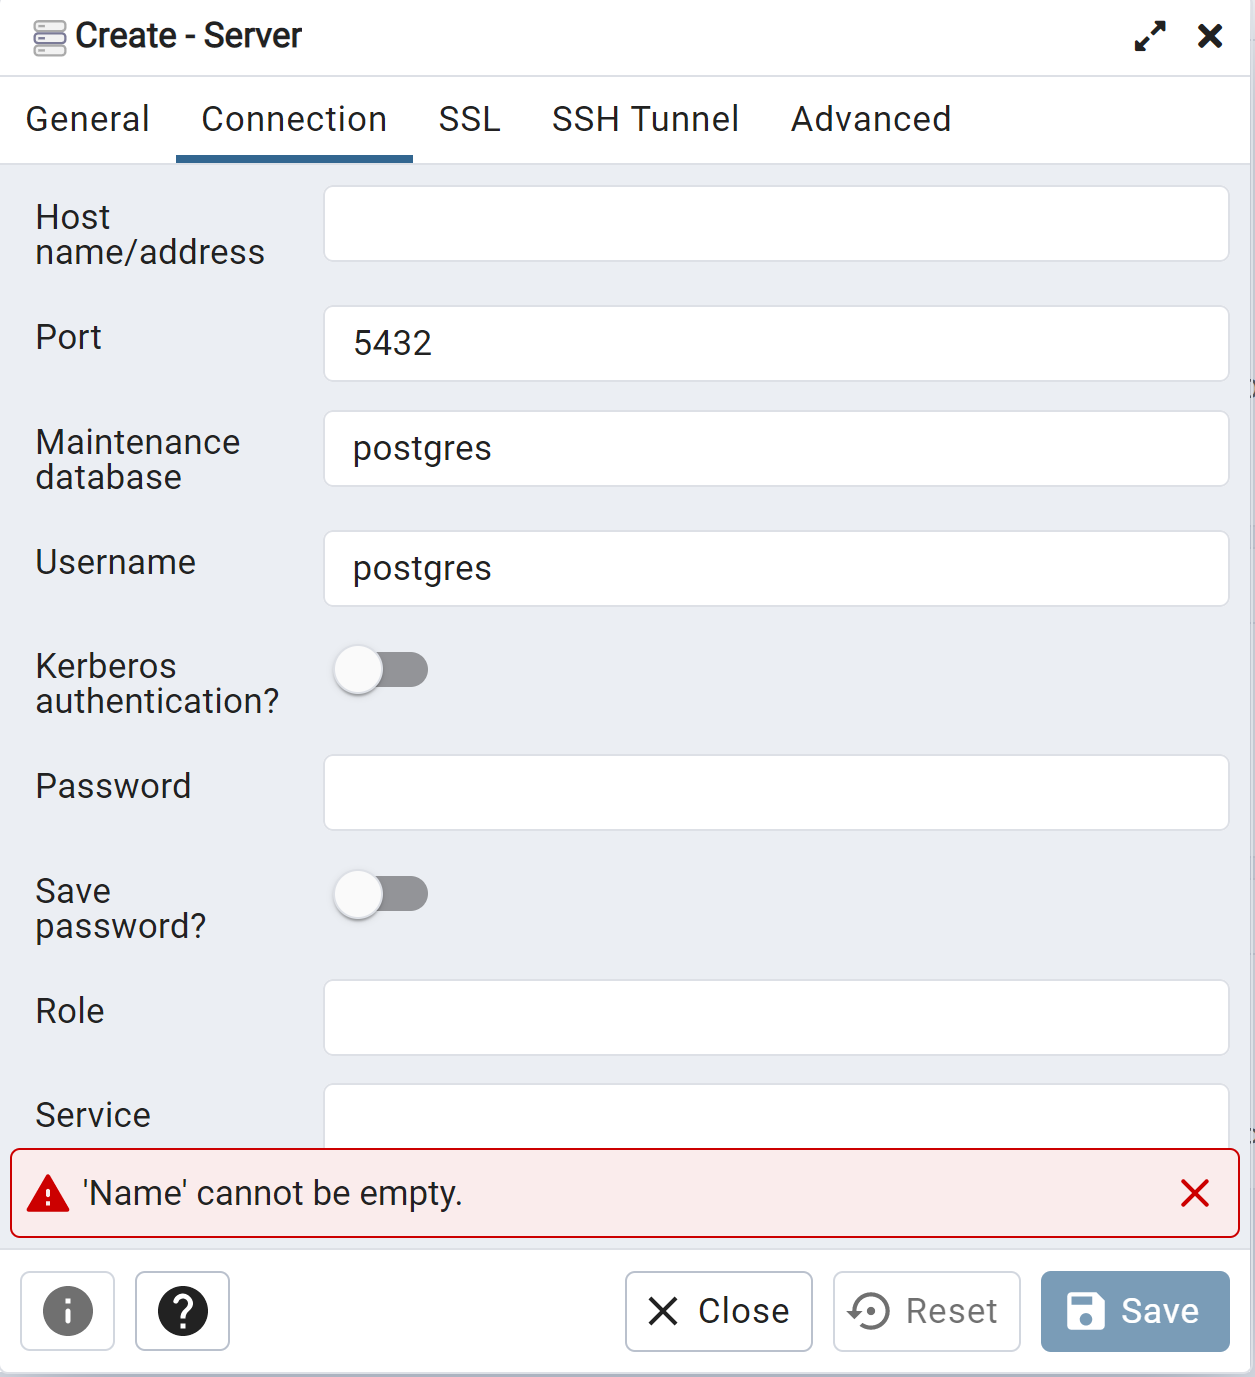 Create - Server
General Connection SSL SSH Tunnel Advanced
Host
name/address
Port 5432
Maintenance
database
postgres
Username postgres
Kerberos
authentication?
Password
Save
password?
Role
Service
'Name' cannot be empty.
Close Reset Save